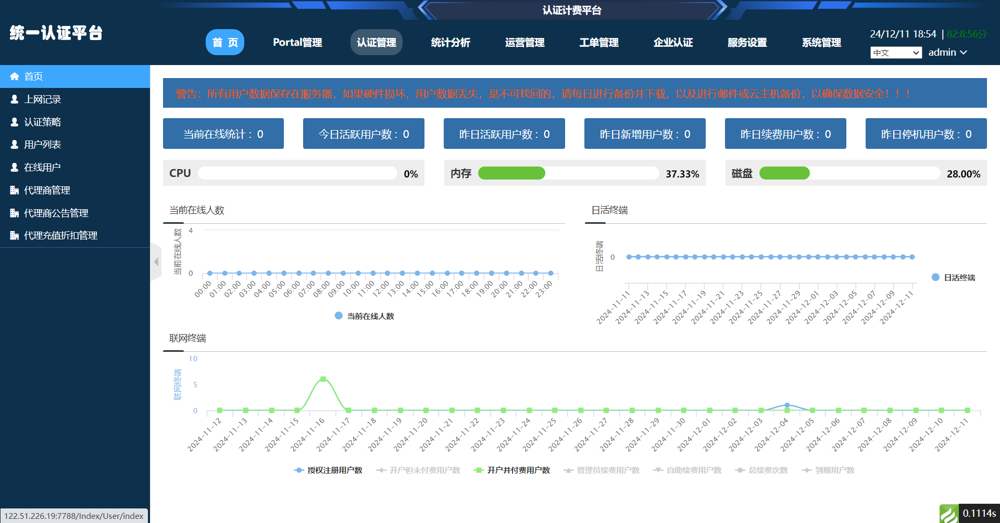 认证计费平台
统一认证平台
首 页
Portal管理
认证管理
统计分析
运营管理
工单管理
企业认证
服务设置
系统管理
24/12/11 18:54 | 82:8:56分
中文
admin
首页
上网记录
认证策略
用户列表
在线用户
代理商管理
代理商公告管理
代理充值折扣管理
警告：所有用户数据保存在服务器，如果硬件损坏，用户数据丢失，是不可找回的，请每日进行备份并下载，以及进行邮件或云主机备份，以确保数据安全！！！
当前在线统计：0
今日活跃用户数：0
昨日活跃用户数：0
昨日新增用户数：0
昨日续费用户数：0
昨日停机用户数：0
CPU 0%
内存 37.33%
磁盘 28.00%
当前在线人数
当前在线人数
4
0
00:00 01:00 02:00 03:00 04:00 05:00 06:00 07:00 08:00 09:00 10:00 11:00 12:00 13:00 14:00 15:00 16:00 17:00 18:00 19:00 20:00 21:00 22:00 23:00
当前在线人数
日活终端
日活终端
0
2024-11-11 2024-11-13 2024-11-15 2024-11-17 2024-11-19 2024-11-21 2024-11-23 2024-11-25 2024-11-27 2024-11-29 2024-12-01 2024-12-03 2024-12-05 2024-12-07 2024-12-09 2024-12-11
日活终端
联网终端
联网终端
10
5
0
2024-11-12 2024-11-13 2024-11-14 2024-11-15 2024-11-16 2024-11-17 2024-11-18 2024-11-19 2024-11-20 2024-11-21 2024-11-22 2024-11-23 2024-11-24 2024-11-25 2024-11-26 2024-11-27 2024-11-28 2024-11-29 2024-11-30 2024-12-01 2024-12-02 2024-12-03 2024-12-04 2024-12-05 2024-12-06 2024-12-07 2024-12-08 2024-12-09 2024-12-10 2024-12-11
授权注册用户数 开户但未付费用户数 开户并付费用户数 管理员续费用户数 自助续费用户数 总续费次数 到期用户数
122.51.226.19:7788/Index/User/index
0.1114s